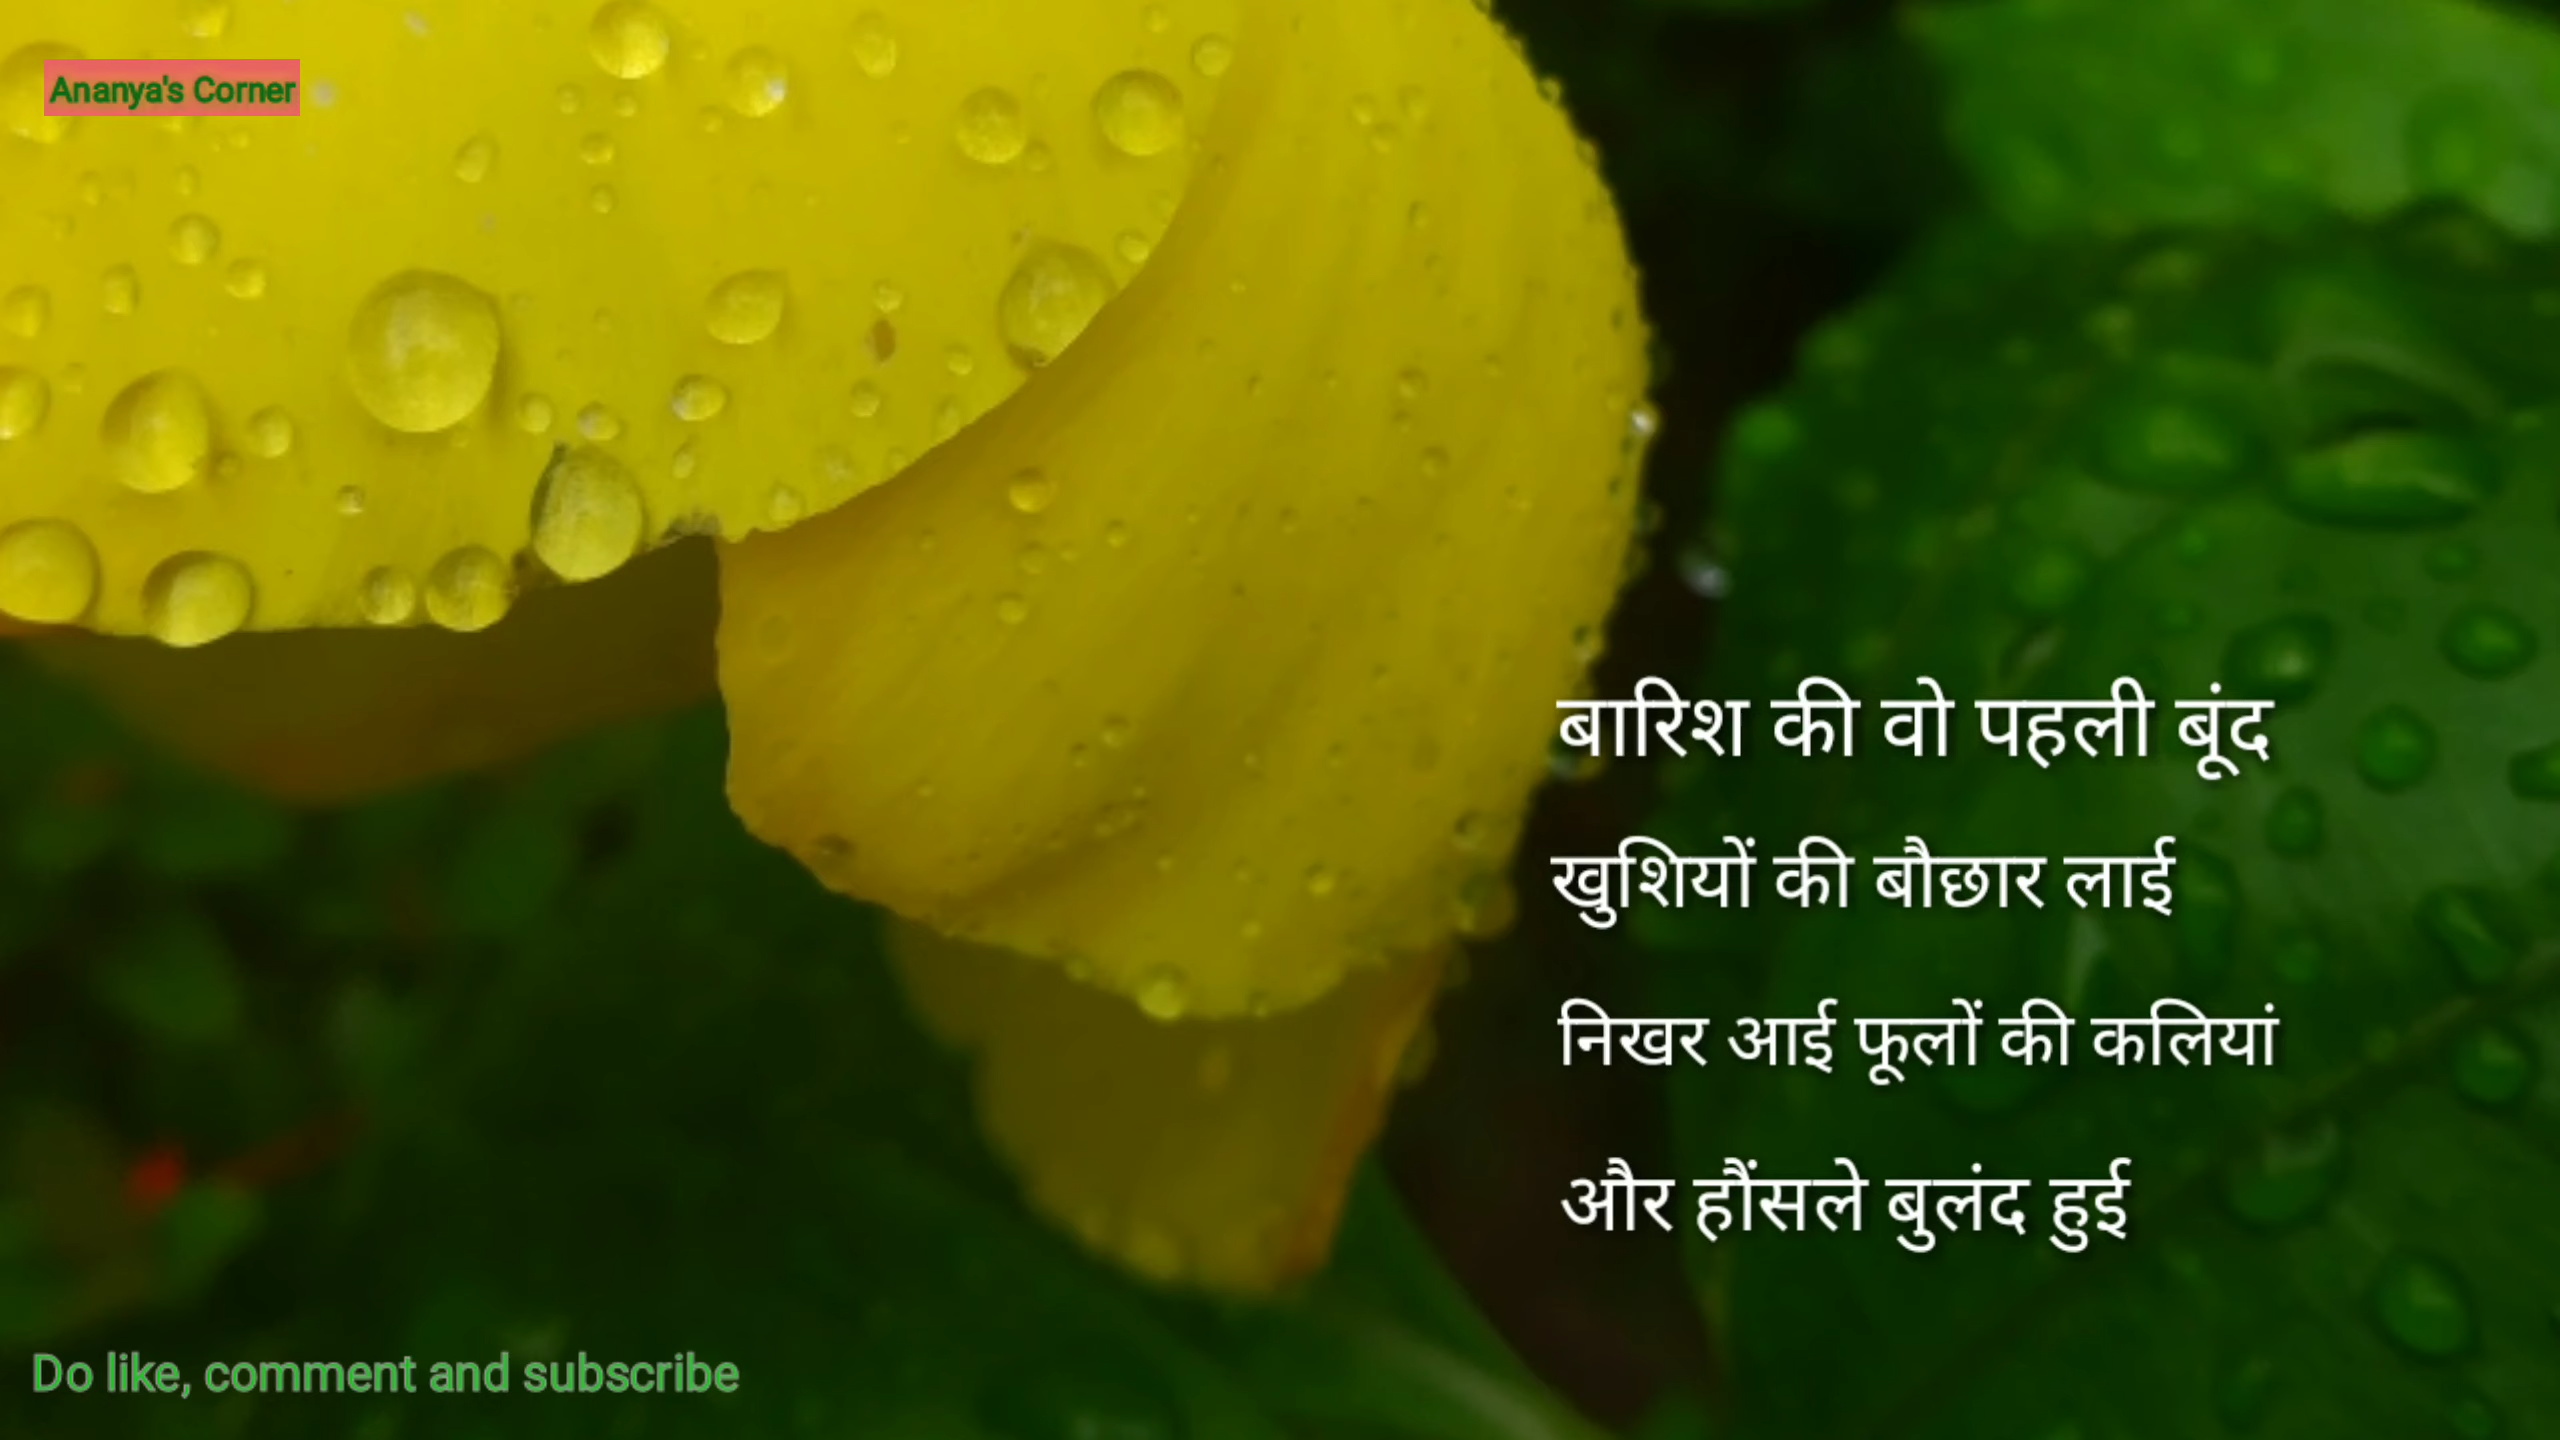 Ananya's Corner
बारिश की वो पहली बूंद
खुशियों की बौछार लाई
निखर आई फूलों की कलियां
और हौंसले बुलंद हुई
Do like, comment and subscribe